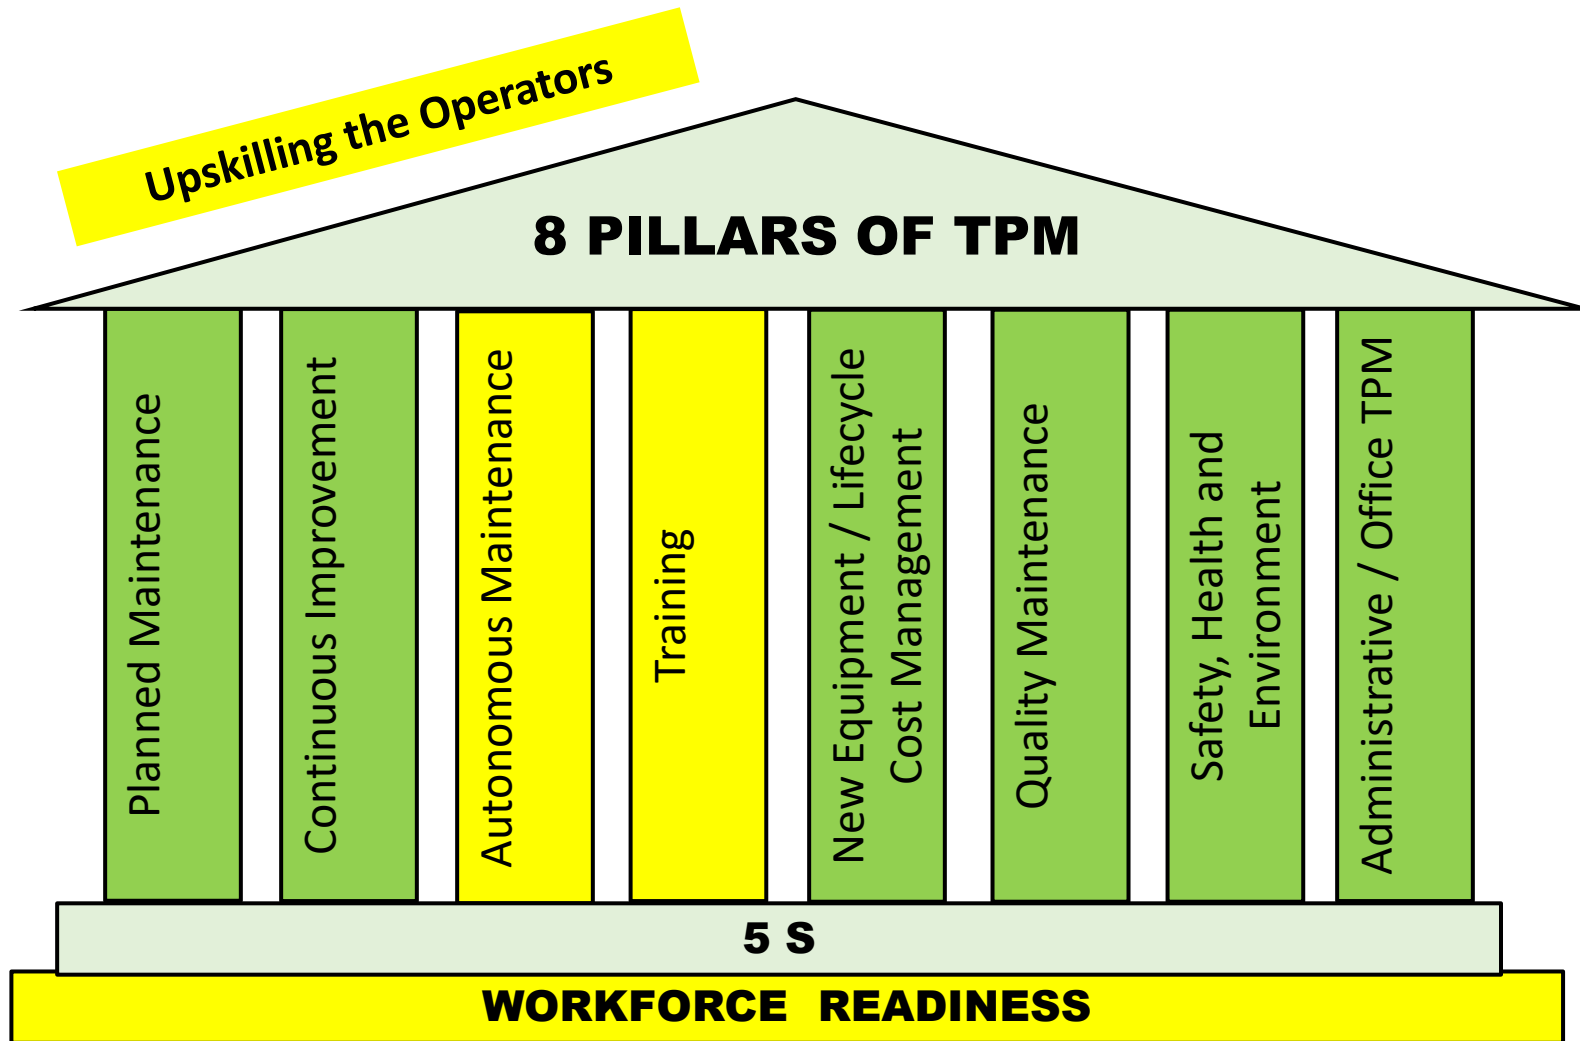 Upskilling the Operators
8 PILLARS OF TPM
Planned Maintenance
Continuous Improvement
Autonomous Maintenance
Training
New Equipment / Lifecycle
Cost Management
Quality Maintenance
Safety, Health and
Environment
Administrative / Office TPM
5 S
WORKFORCE READINESS